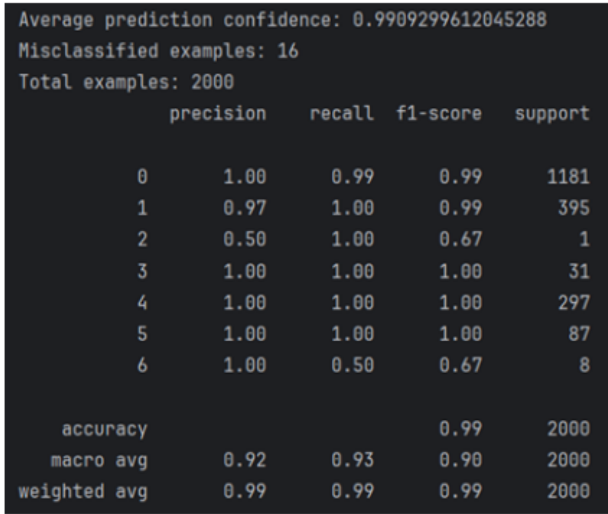 Average prediction confidence: 0.9909299612045288
Misclassified examples: 16
Total examples: 2000
precision recall f1-score support
0 1.00 0.99 0.99 1181
1 0.97 1.00 0.99 395
2 0.50 1.00 0.67 1
3 1.00 1.00 1.00 31
4 1.00 1.00 1.00 297
5 1.00 1.00 1.00 87
6 1.00 0.50 0.67 8
accuracy 0.99 2000
macro avg 0.92 0.93 0.90 2000
weighted avg 0.99 0.99 0.99 2000